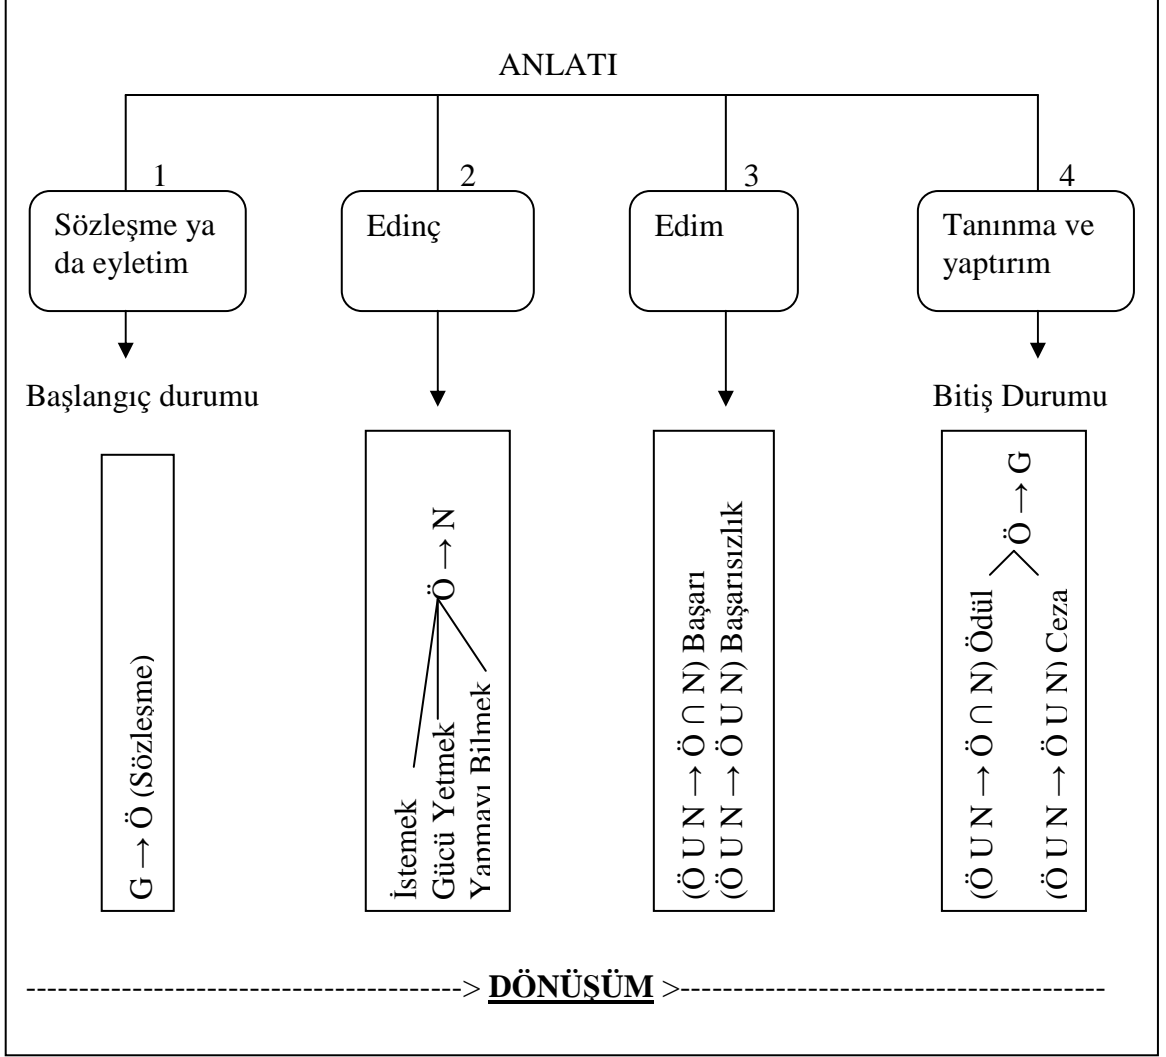 ANLATI
1
2
3
4
Sözleşme ya
da eyletim
Edinç
Edim
Tanınma ve
yaptırım
Başlangıç durumu
Bitiş Durumu
G → Ö (Sözleşme)
Ö → N
İstemek
Gücü Yetmek
Yapmayı Bilmek
(Ö U N → Ö ∩ N) Başarı
(Ö U N → Ö U N) Başarısızlık
Ö → G
(Ö U N → Ö ∩ N) Ödül
(Ö U N → Ö U N) Ceza
-----------------------------------------> DÖNÜŞÜM >----------------------------------------